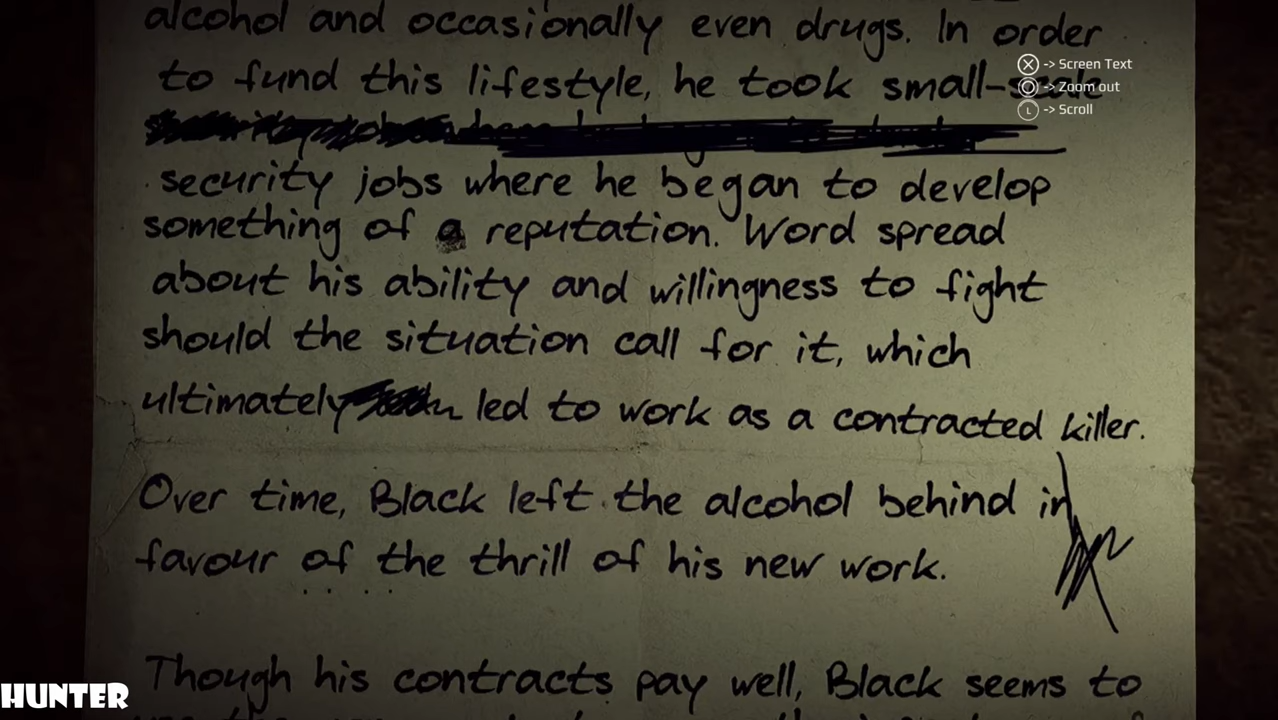 alcohol and occasionally even drugs. In order
to fund this lifestyle, he took small-scale
security jobs where he began to develop
something of a reputation. Word spread
about his ability and willingness to fight
should the situation call for it, which
ultimately led to work as a contracted killer.
Over time, Black left the alcohol behind in
favour of the thrill of his new work.
Though his contracts pay well, Black seems to
X -> Screen Text
O -> Zoom out
L -> Scroll
HUNTER